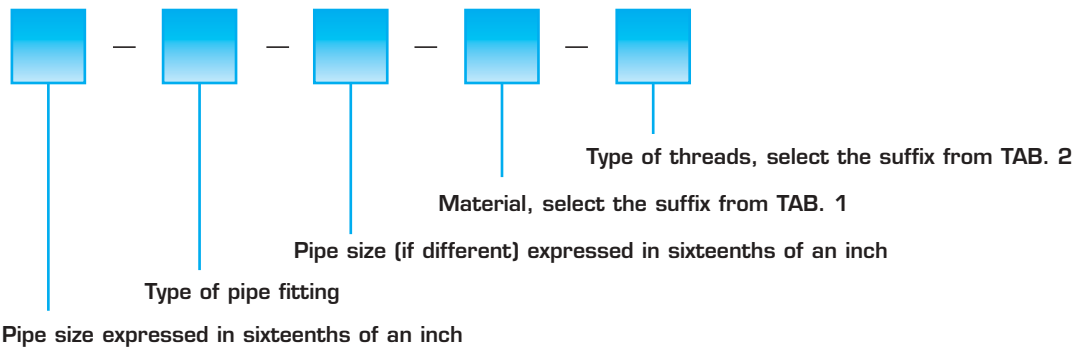 Type of threads, select the suffix from TAB. 2
Material, select the suffix from TAB. 1
Pipe size (if different) expressed in sixteenths of an inch
Type of pipe fitting
Pipe size expressed in sixteenths of an inch